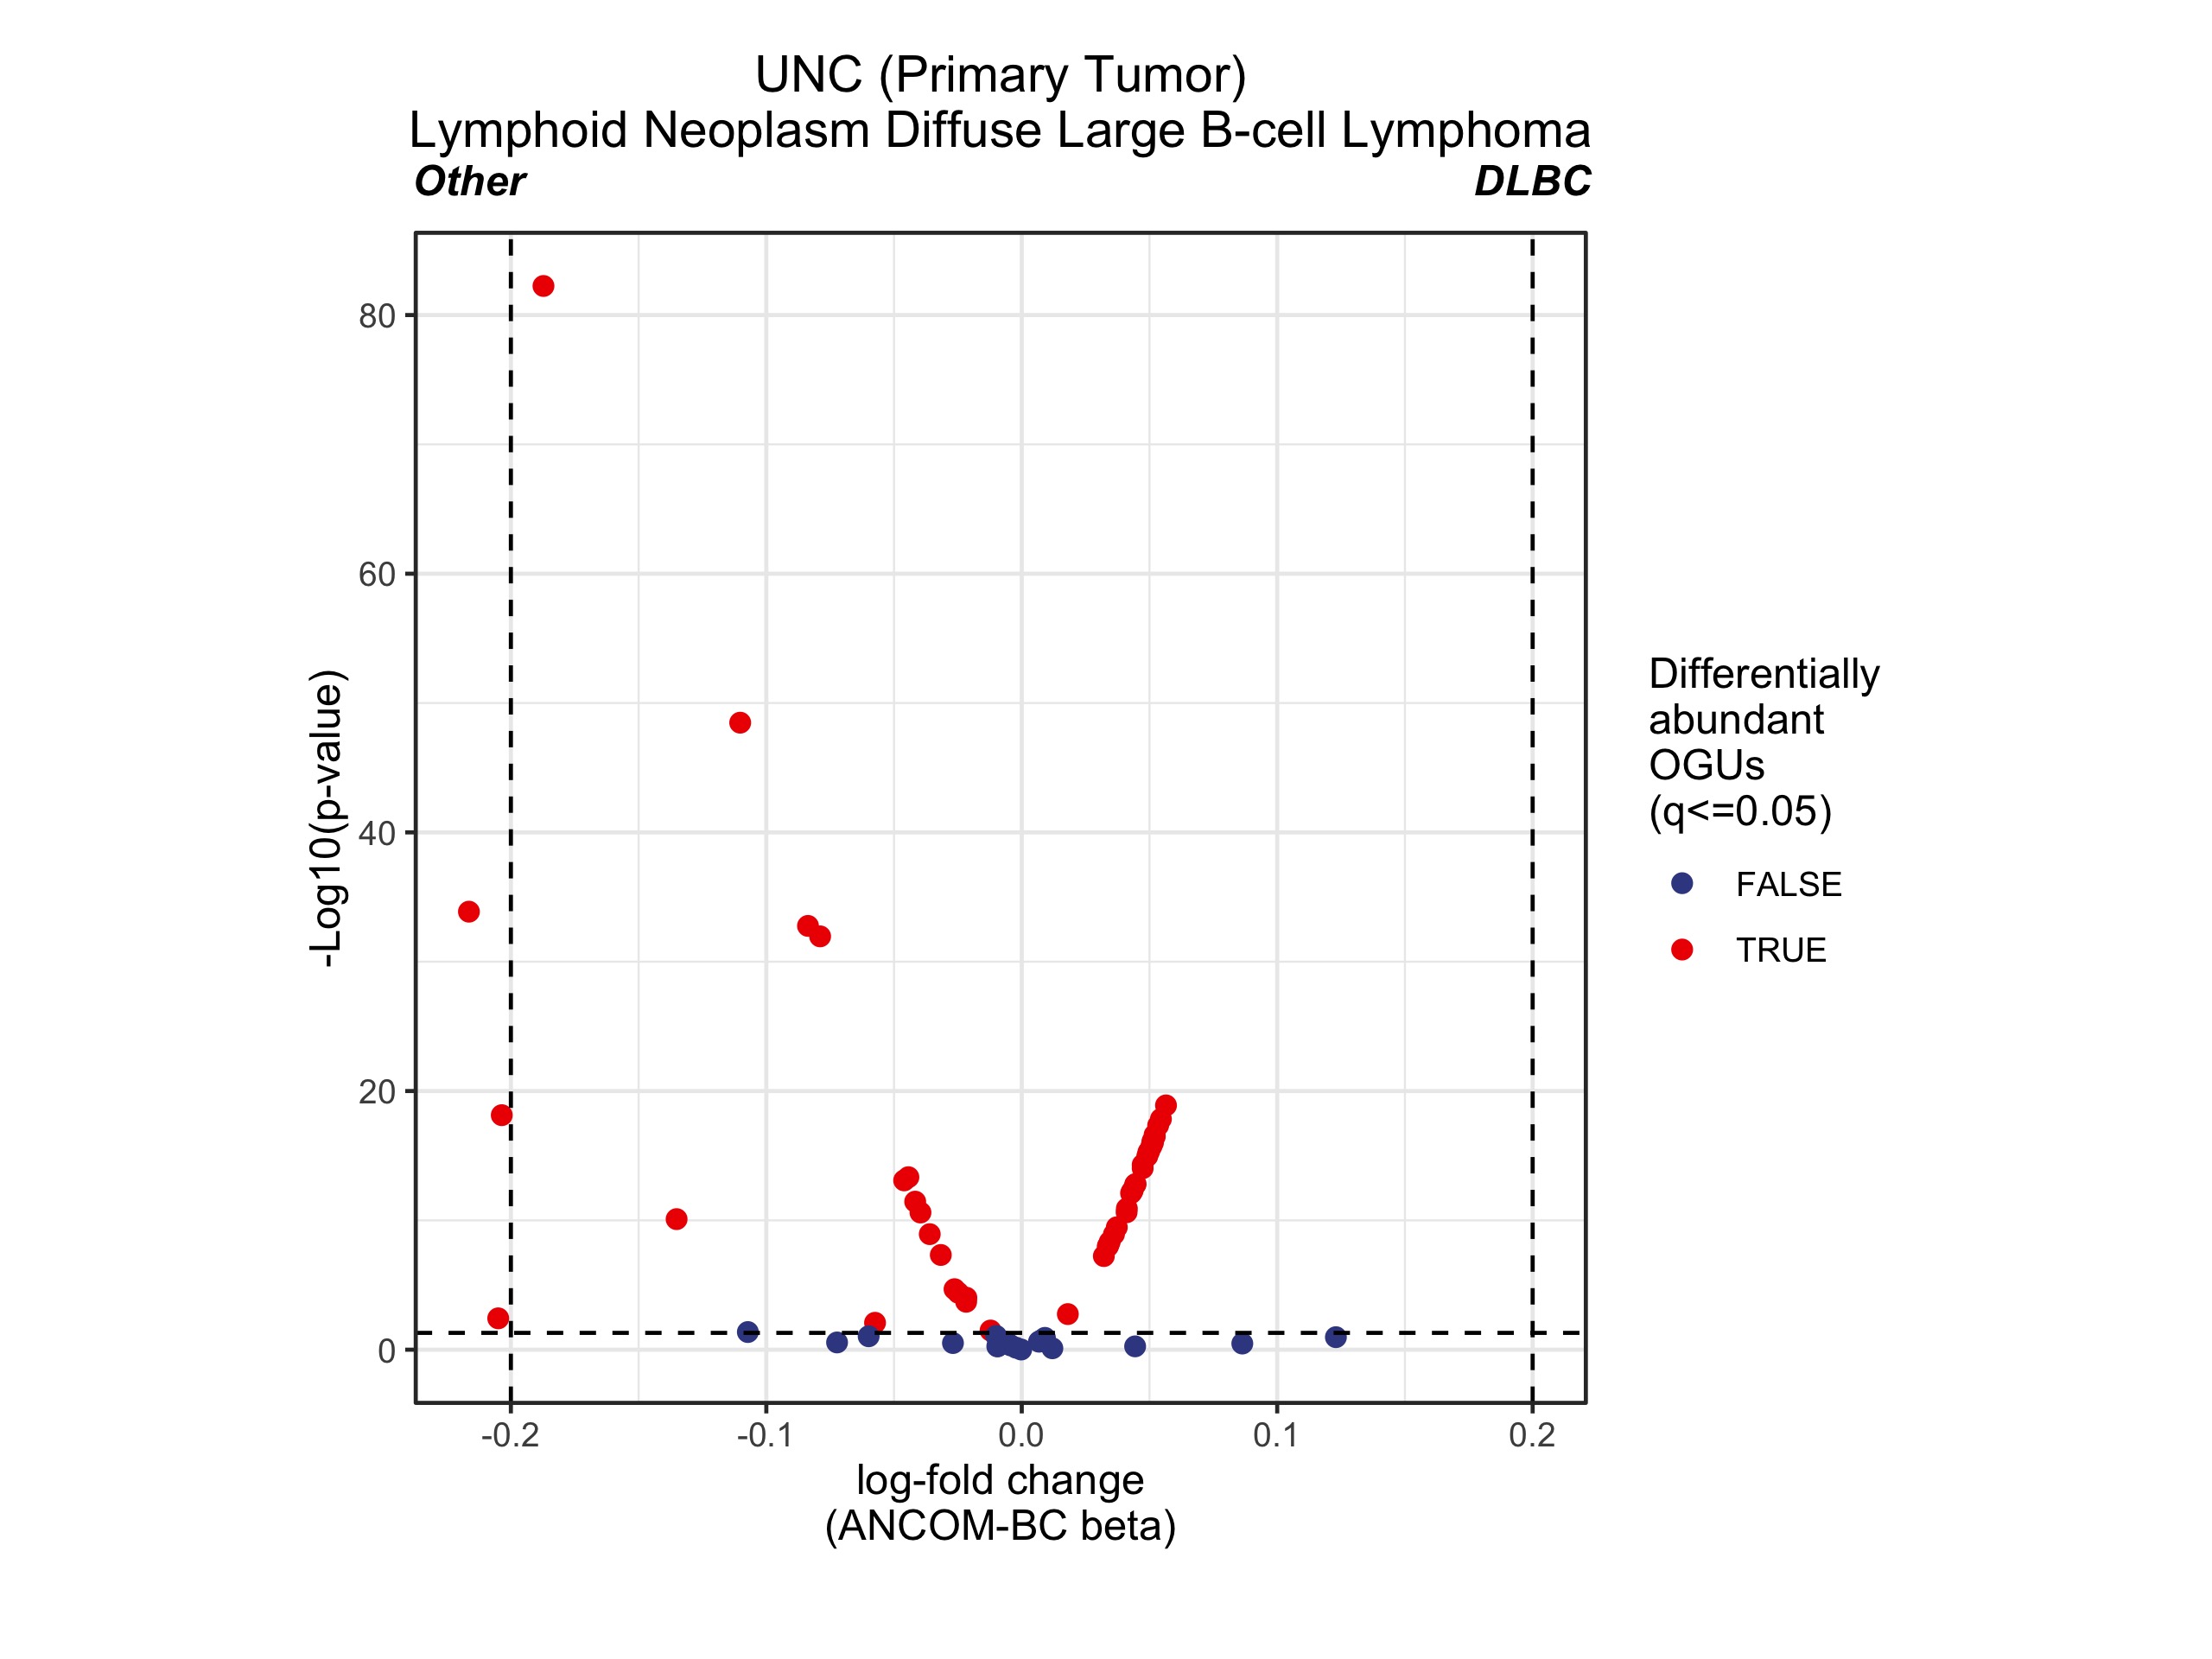 UNC (Primary Tumor)
Lymphoid Neoplasm Diffuse Large B-cell Lymphoma
Other DLBC
80
60
40
20
0
-Log10(p-value)
-0.2 -0.1 0.0 0.1 0.2
log-fold change
(ANCOM-BC beta)
Differentially
abundant
OGUs
(q<=0.05)
FALSE
TRUE